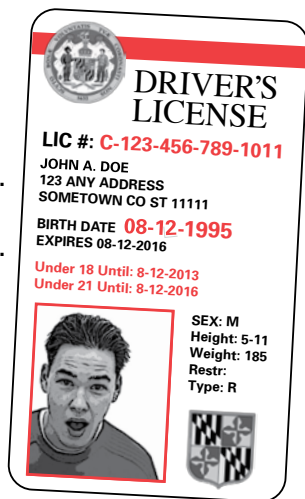 DRIVER'S
LICENSE
LIC #: C-123-456-789-1011
JOHN A. DOE
123 ANY ADDRESS
SOMETOWN CO ST 11111
BIRTH DATE 08-12-1995
EXPIRES 08-12-2016
Under 18 Until: 8-12-2013
Under 21 Until: 8-12-2016
SEX: M
Height: 5-11
Weight: 185
Restr:
Type: R